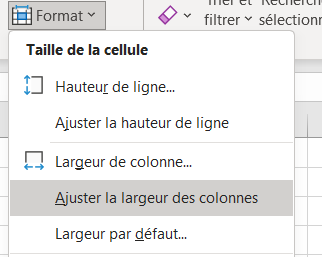 Format
Trier et
filtrer
sélectionner
Taille de la cellule
Hauteur de ligne...
Ajuster la hauteur de ligne
Largeur de colonne...
Ajuster la largeur des colonnes
Largeur par défaut...